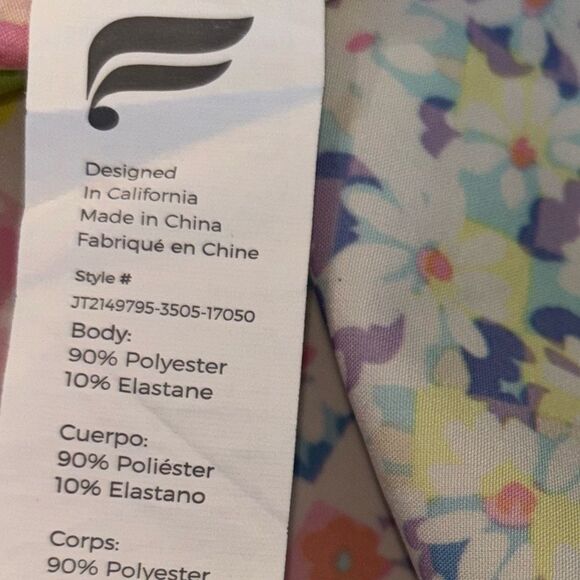 Designed
In California
Made in China
Fabriqué en Chine
Style #
JT2149795-3505-17050
Body:
90% Polyester
10% Elastane
Cuerpo:
90% Poliéster
10% Elastano
Corps:
90% Polyester